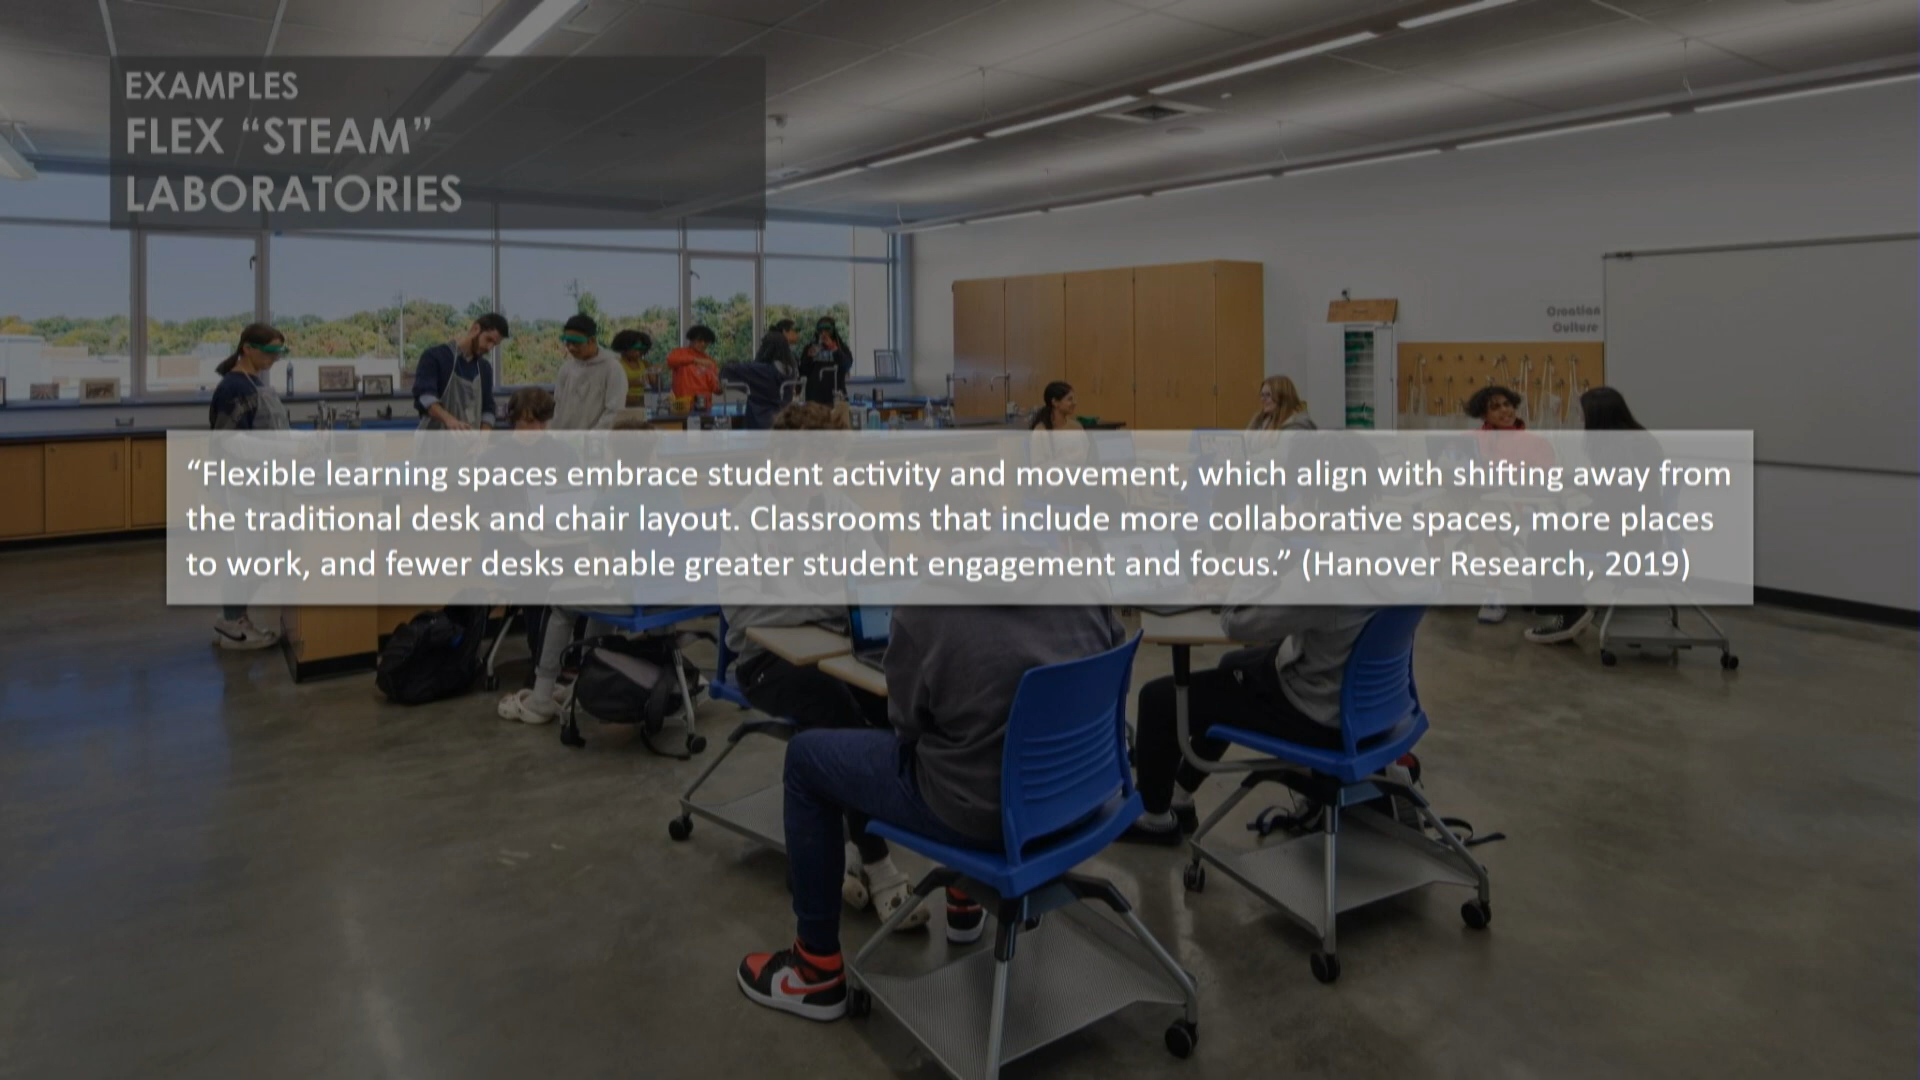 EXAMPLES
FLEX “STEAM”
LABORATORIES
Creation
Culture
“Flexible learning spaces embrace student activity and movement, which align with shifting away from
the traditional desk and chair layout. Classrooms that include more collaborative spaces, more places
to work, and fewer desks enable greater student engagement and focus.” (Hanover Research, 2019)